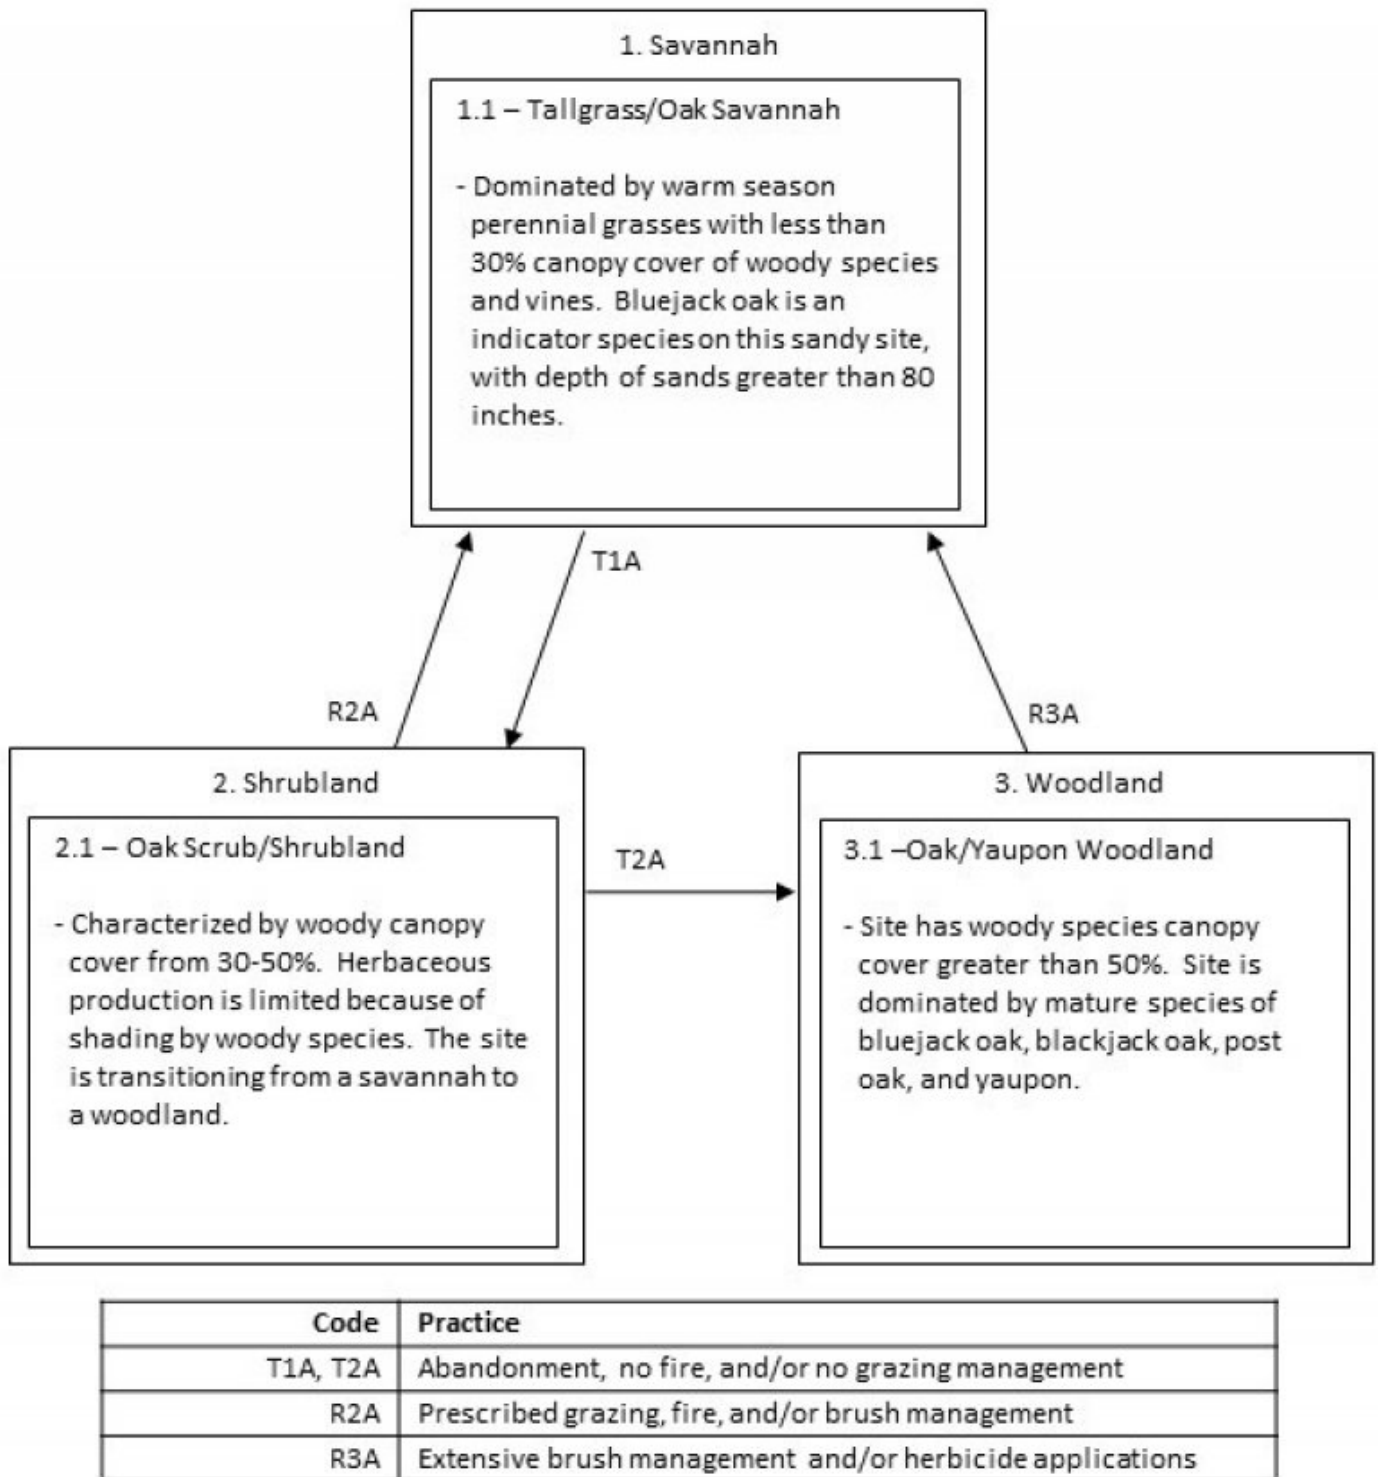 1. Savannah
1.1 – Tallgrass/Oak Savannah
- Dominated by warm season
perennial grasses with less than
30% canopy cover of woody species
and vines. Bluejack oak is an
indicator species on this sandy site,
with depth of sands greater than 80
inches.
T1A
R2A
R3A
2. Shrubland
2.1 – Oak Scrub/Shrubland
- Characterized by woody canopy
cover from 30-50%. Herbaceous
production is limited because of
shading by woody species. The site
is transitioning from a savannah to
a woodland.
T2A
3. Woodland
3.1 –Oak/Yaupon Woodland
- Site has woody species canopy
cover greater than 50%. Site is
dominated by mature species of
bluejack oak, blackjack oak, post
oak, and yaupon.
Code Practice
T1A, T2A Abandonment, no fire, and/or no grazing management
R2A Prescribed grazing, fire, and/or brush management
R3A Extensive brush management and/or herbicide applications